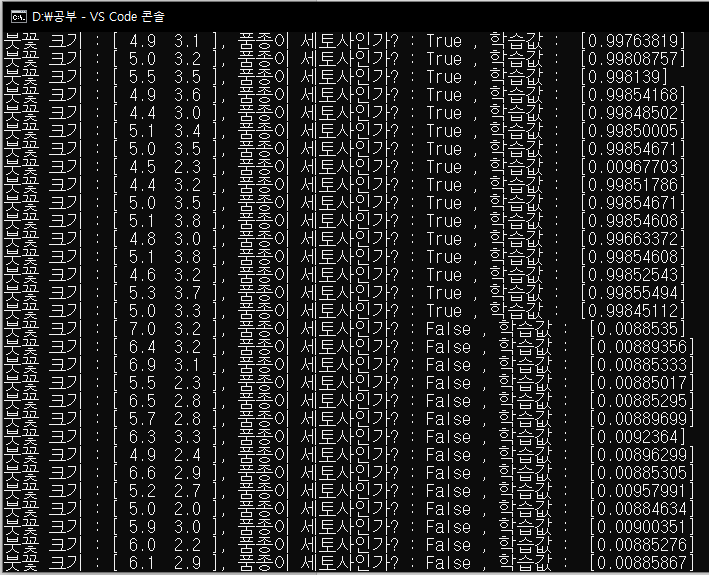 D:\공부 - VS Code 콘솔
붓꽃 크기 : [ 4.9 3.1 ], 품종이 세토사인가? : True , 학습값 : [0.99763819]
붓꽃 크기 : [ 5.0 3.2 ], 품종이 세토사인가? : True , 학습값 : [0.99808757]
붓꽃 크기 : [ 5.5 3.5 ], 품종이 세토사인가? : True , 학습값 : [0.998139]
붓꽃 크기 : [ 4.9 3.6 ], 품종이 세토사인가? : True , 학습값 : [0.99854168]
붓꽃 크기 : [ 4.4 3.0 ], 품종이 세토사인가? : True , 학습값 : [0.99848502]
붓꽃 크기 : [ 5.1 3.4 ], 품종이 세토사인가? : True , 학습값 : [0.99850005]
붓꽃 크기 : [ 5.0 3.5 ], 품종이 세토사인가? : True , 학습값 : [0.99854671]
붓꽃 크기 : [ 4.5 2.3 ], 품종이 세토사인가? : True , 학습값 : [0.00967703]
붓꽃 크기 : [ 4.4 3.2 ], 품종이 세토사인가? : True , 학습값 : [0.99851786]
붓꽃 크기 : [ 5.0 3.5 ], 품종이 세토사인가? : True , 학습값 : [0.99854671]
붓꽃 크기 : [ 5.1 3.8 ], 품종이 세토사인가? : True , 학습값 : [0.99854608]
붓꽃 크기 : [ 4.8 3.0 ], 품종이 세토사인가? : True , 학습값 : [0.99663372]
붓꽃 크기 : [ 5.1 3.8 ], 품종이 세토사인가? : True , 학습값 : [0.99854608]
붓꽃 크기 : [ 4.6 3.2 ], 품종이 세토사인가? : True , 학습값 : [0.99852543]
붓꽃 크기 : [ 5.3 3.7 ], 품종이 세토사인가? : True , 학습값 : [0.99855494]
붓꽃 크기 : [ 5.0 3.3 ], 품종이 세토사인가? : True , 학습값 : [0.99845112]
붓꽃 크기 : [ 7.0 3.2 ], 품종이 세토사인가? : False , 학습값 : [0.0088535]
붓꽃 크기 : [ 6.4 3.2 ], 품종이 세토사인가? : False , 학습값 : [0.00889356]
붓꽃 크기 : [ 6.9 3.1 ], 품종이 세토사인가? : False , 학습값 : [0.00885333]
붓꽃 크기 : [ 5.5 2.3 ], 품종이 세토사인가? : False , 학습값 : [0.00885017]
붓꽃 크기 : [ 6.5 2.8 ], 품종이 세토사인가? : False , 학습값 : [0.00885295]
붓꽃 크기 : [ 5.7 2.8 ], 품종이 세토사인가? : False , 학습값 : [0.00889699]
붓꽃 크기 : [ 6.3 3.3 ], 품종이 세토사인가? : False , 학습값 : [0.0092364]
붓꽃 크기 : [ 4.9 2.4 ], 품종이 세토사인가? : False , 학습값 : [0.00896299]
붓꽃 크기 : [ 6.6 2.9 ], 품종이 세토사인가? : False , 학습값 : [0.00885305]
붓꽃 크기 : [ 5.2 2.7 ], 품종이 세토사인가? : False , 학습값 : [0.00957991]
붓꽃 크기 : [ 5.0 2.0 ], 품종이 세토사인가? : False , 학습값 : [0.00884634]
붓꽃 크기 : [ 5.9 3.0 ], 품종이 세토사인가? : False , 학습값 : [0.00900351]
붓꽃 크기 : [ 6.0 2.2 ], 품종이 세토사인가? : False , 학습값 : [0.00885276]
붓꽃 크기 : [ 6.1 2.9 ], 품종이 세토사인가? : False , 학습값 : [0.00885867]